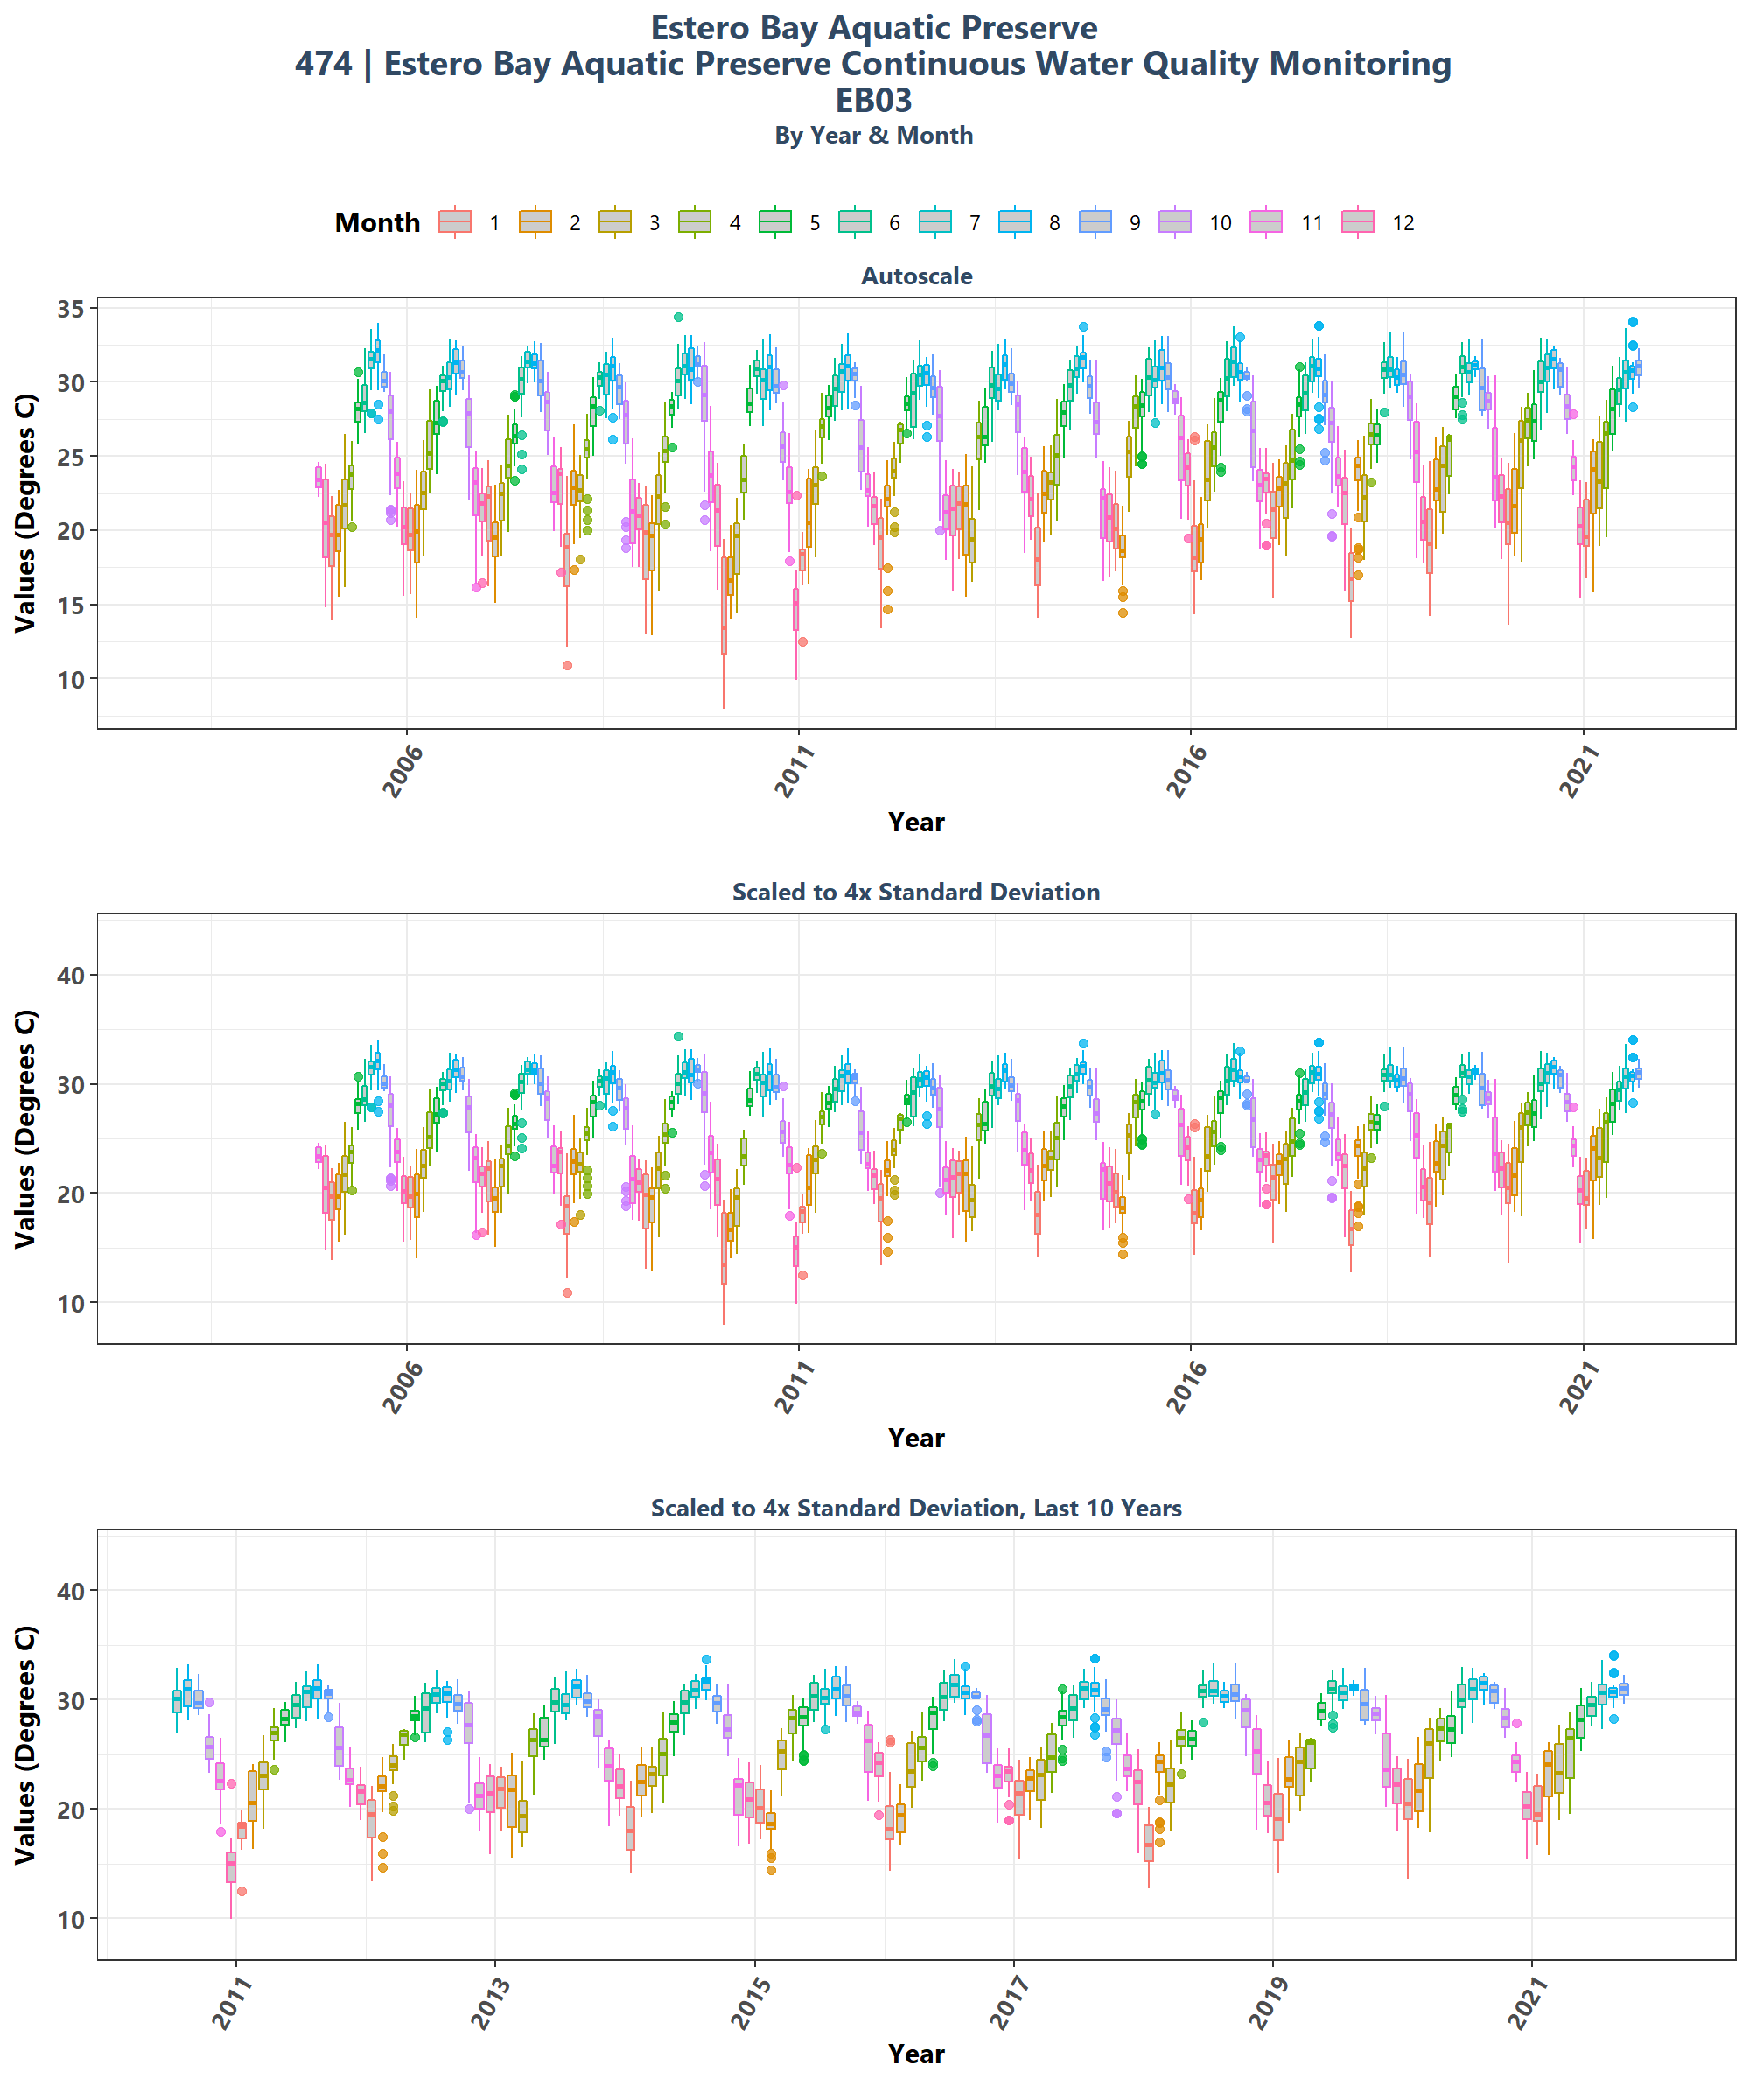 Estero Bay Aquatic Preserve
474 | Estero Bay Aquatic Preserve Continuous Water Quality Monitoring
EB03
By Year & Month
Month 1 2 3 4 5 6 7 8 9 10 11 12
Autoscale
Values (Degrees C)
35
30
25
20
15
10
2006 2011 2016 2021
Year
Scaled to 4x Standard Deviation
Values (Degrees C)
40
30
20
10
2006 2011 2016 2021
Year
Scaled to 4x Standard Deviation, Last 10 Years
Values (Degrees C)
40
30
20
10
2011 2013 2015 2017 2019 2021
Year